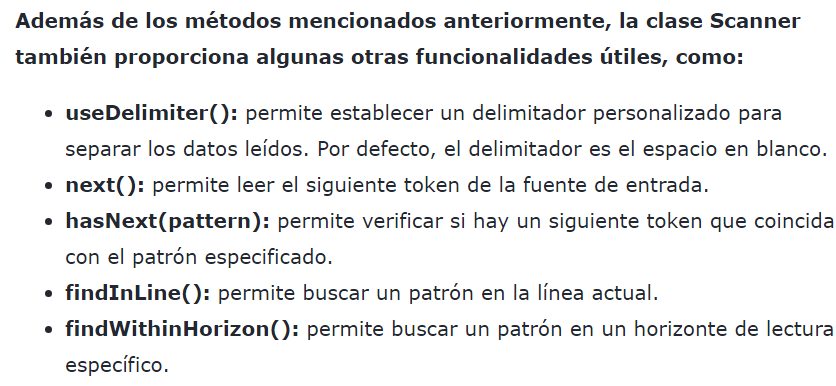 Además de los métodos mencionados anteriormente, la clase Scanner
también proporciona algunas otras funcionalidades útiles, como:
• useDelimiter(): permite establecer un delimitador personalizado para
separar los datos leídos. Por defecto, el delimitador es el espacio en blanco.
• next(): permite leer el siguiente token de la fuente de entrada.
• hasNext(pattern): permite verificar si hay un siguiente token que coincida
con el patrón especificado.
• findInLine(): permite buscar un patrón en la línea actual.
• findWithinHorizon(): permite buscar un patrón en un horizonte de lectura
específico.